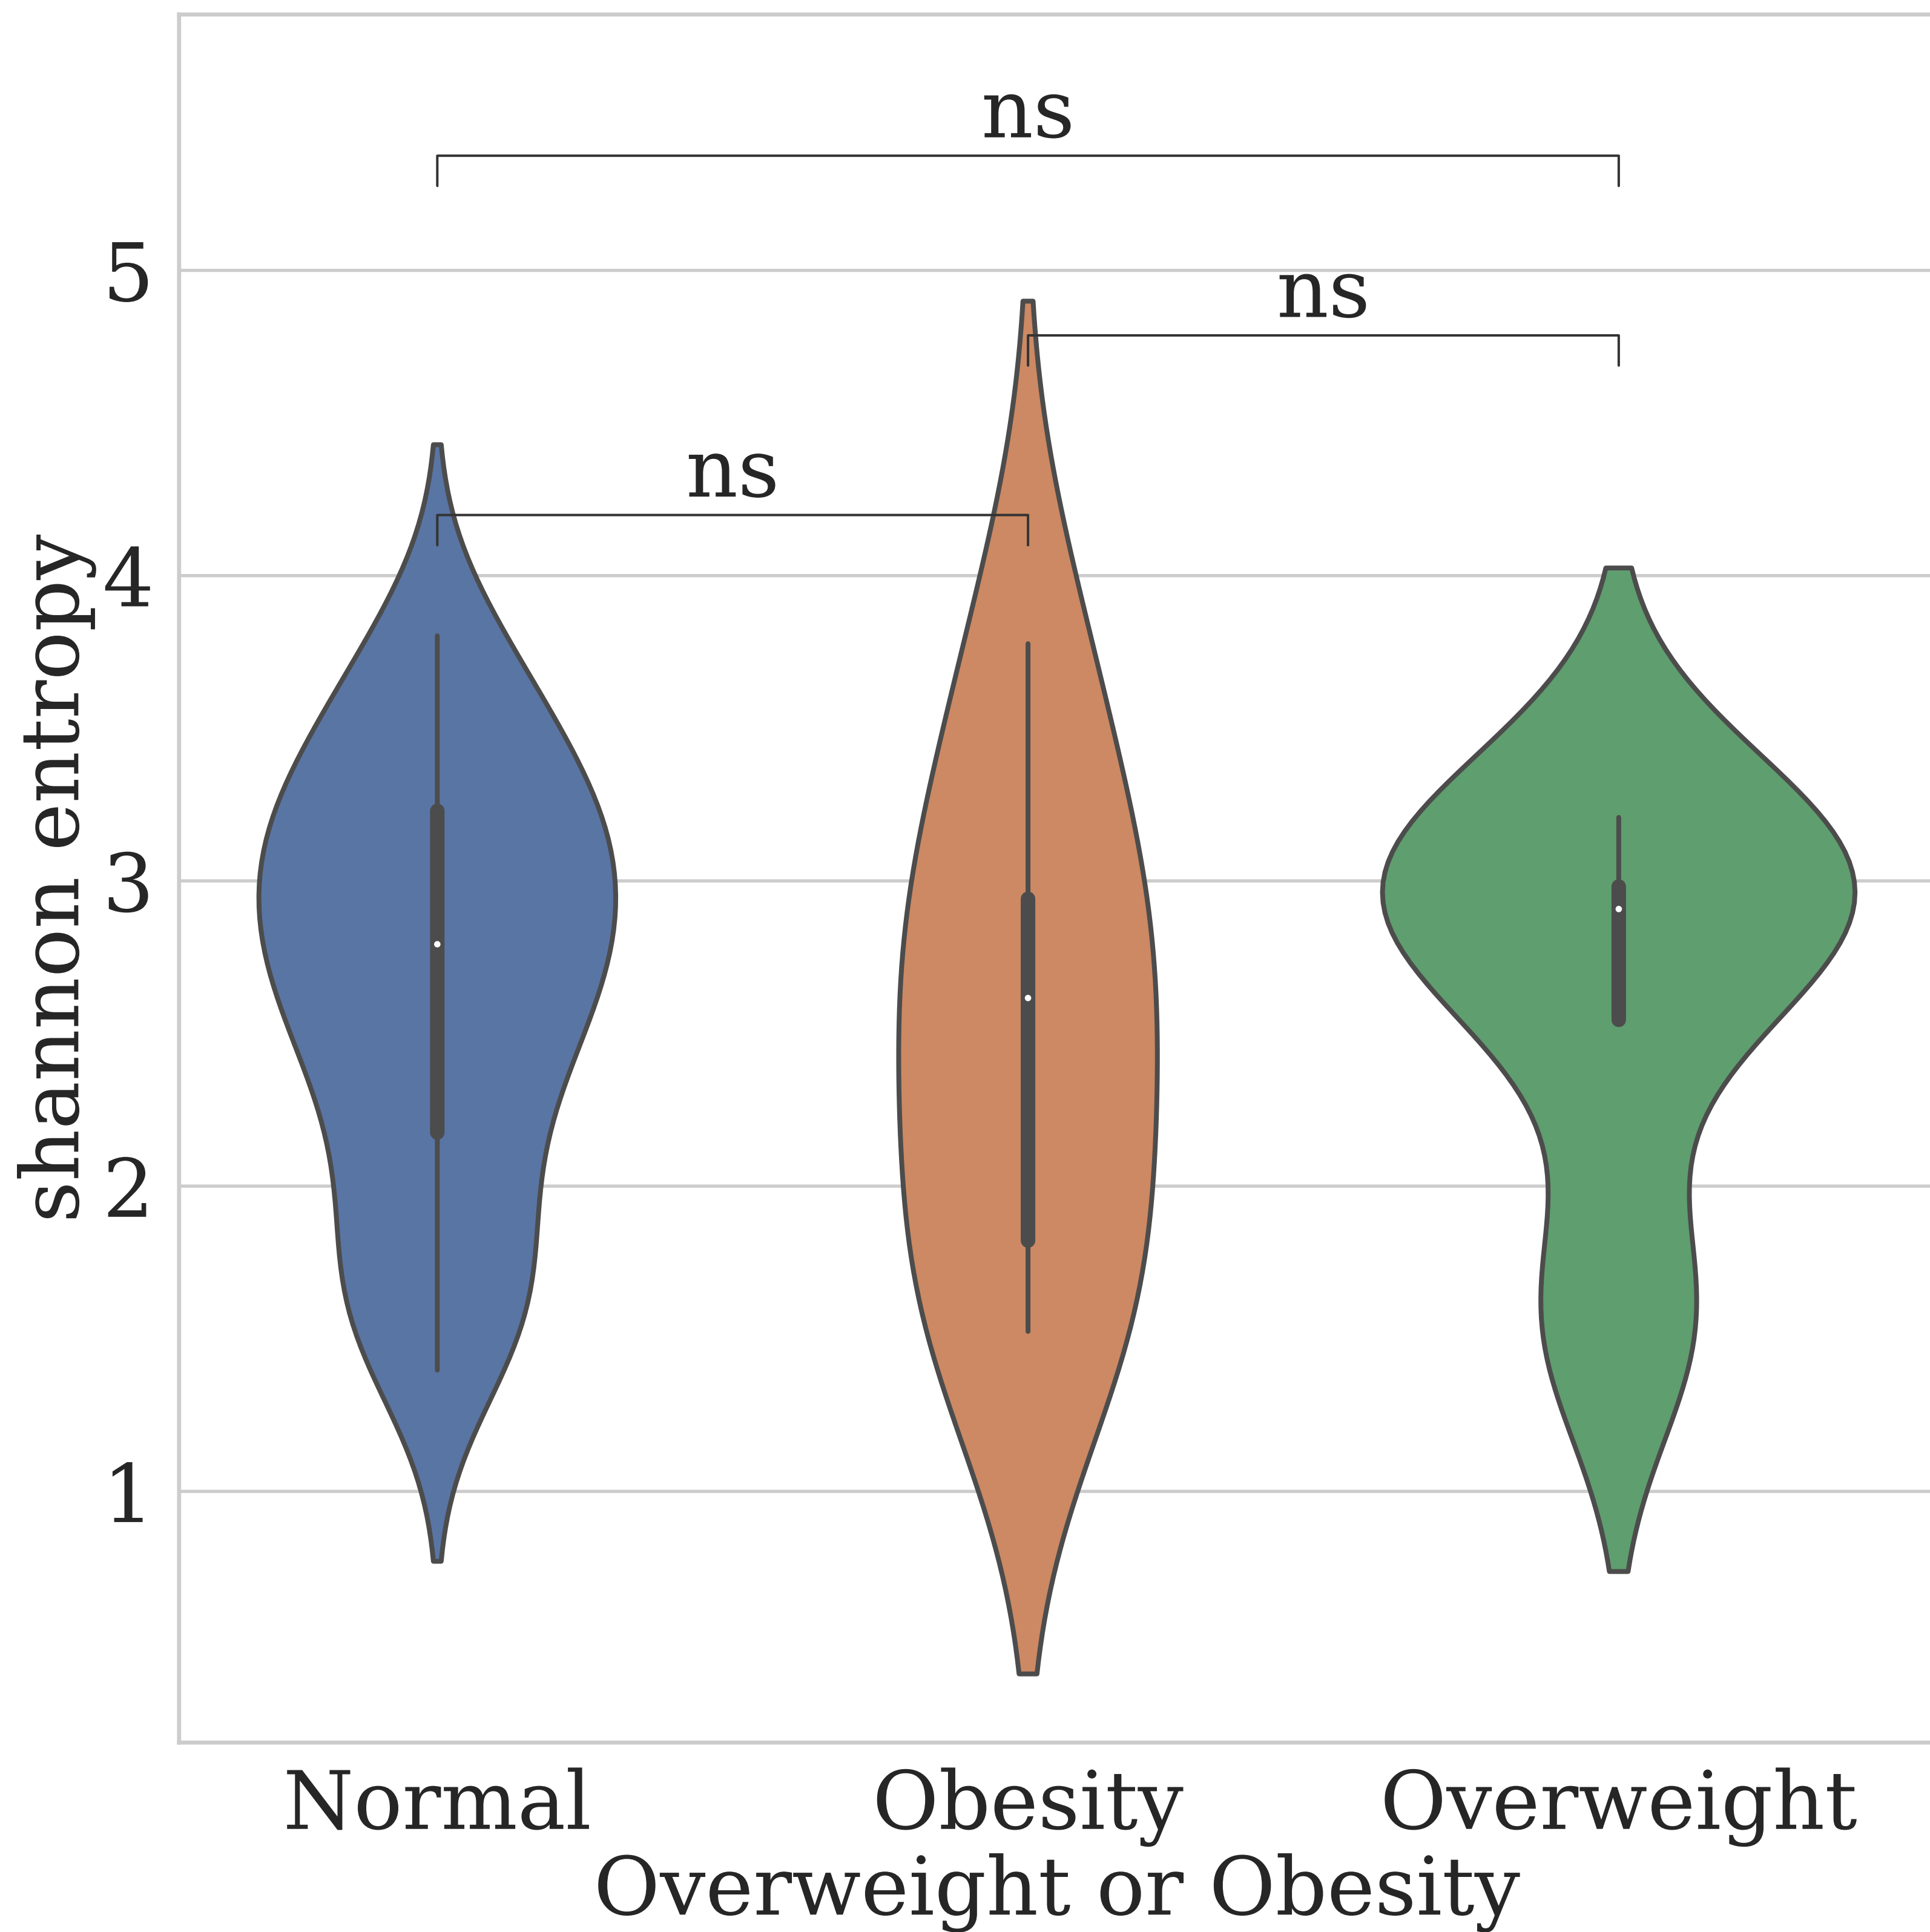 ns
5
ns
ns
4
3
2
1
shannon entropy
Normal Obesity Overweight
Overweight or Obesity